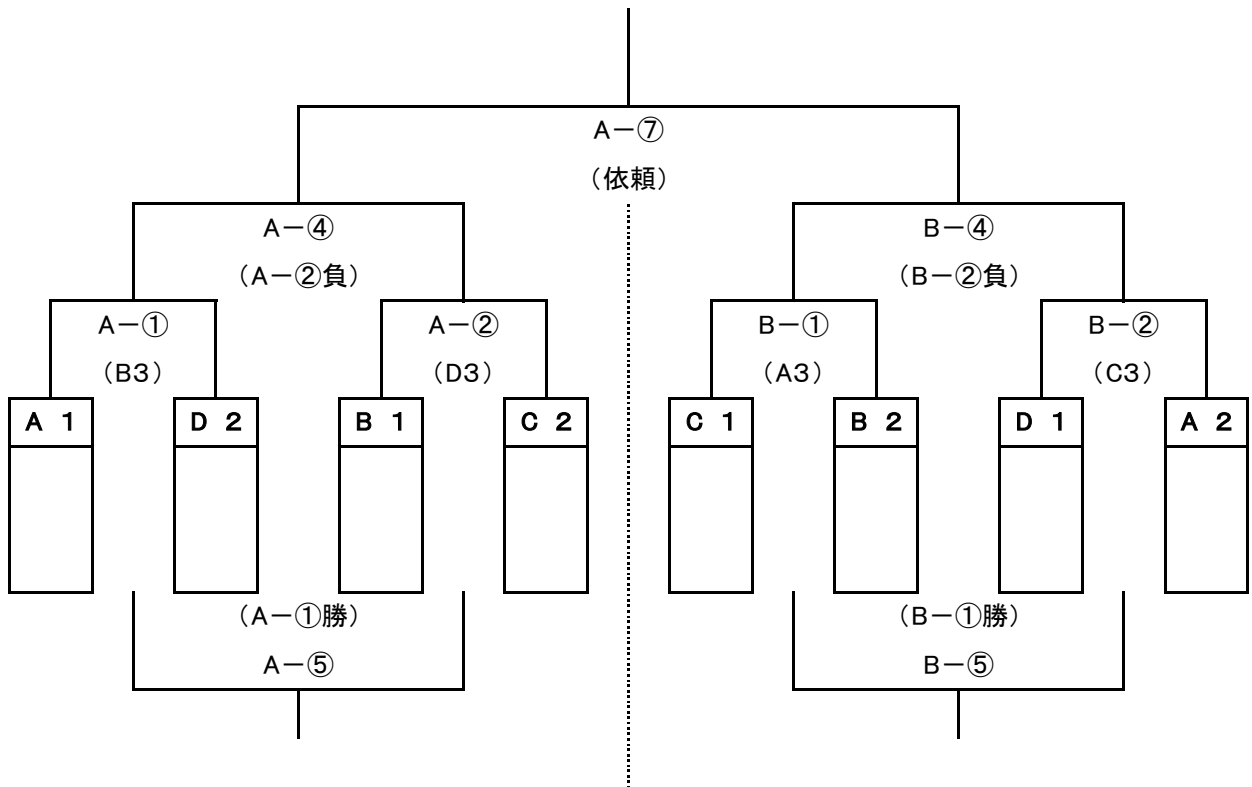 A－⑦
（依頼）
A－④ B－④
（A－②負） （B－②負）
A－① A－② B－① B－②
（B3） （D3） （A3） （C3）
A 1 D 2 B 1 C 2 C 1 B 2 D 1 A 2
（A－①勝） （B－①勝）
A－⑤ B－⑤